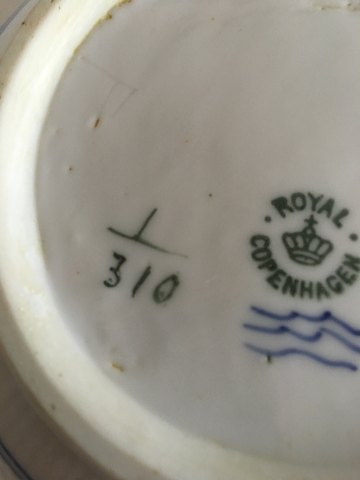 1
310
· ROYAL ·
COPENHAGEN